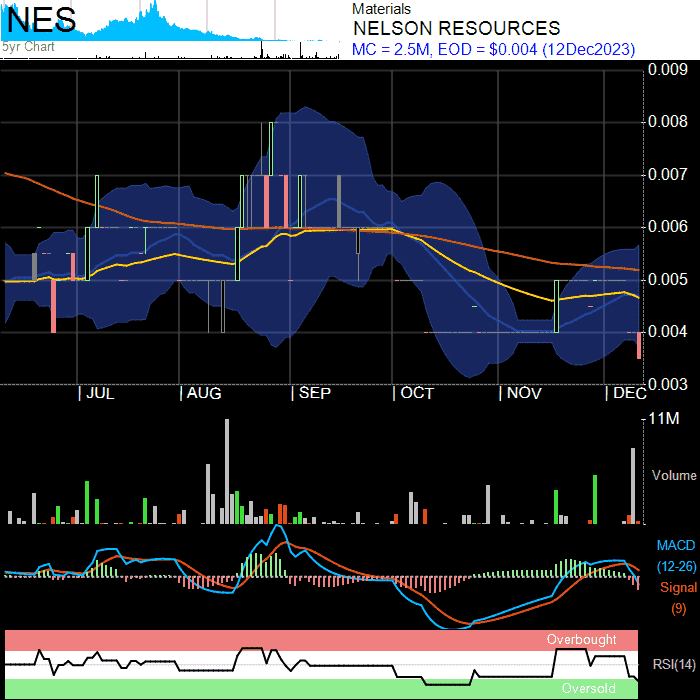 NES
5yr Chart
Materials
NELSON RESOURCES
MC = 2.5M, EOD = $0.004 (12Dec2023)
0.009
0.008
0.007
0.006
0.005
0.004
0.003
JUL
AUG
SEP
OCT
NOV
DEC
11M
Volume
MACD
(12-26)
Signal
(9)
Overbought
RSI(14)
Oversold